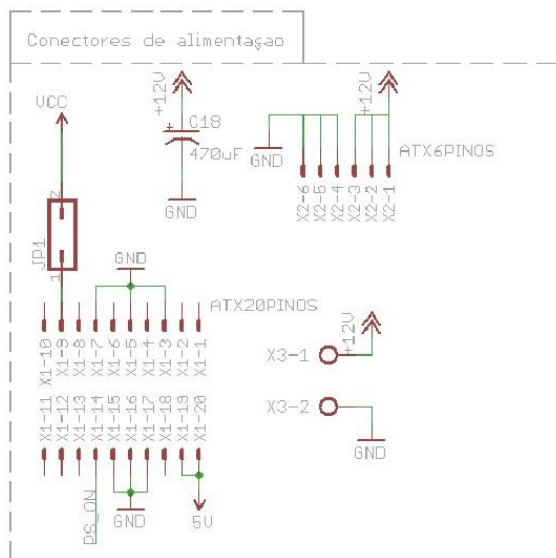 Conectores de alimentaçao
VCC
+12V
C18
+
470uF
GND
+12V
ATX6PINOS
GND
X2-6
X2-5
X2-4
X2-3
X2-2
X2-1
2
JP1
1
GND
ATX20PINOS
X1-10
X1-9
X1-8
X1-7
X1-6
X1-5
X1-4
X1-3
X1-2
X1-1
+12V
X3-1
X3-2
GND
X1-11
X1-12
X1-13
X1-14
X1-15
X1-16
X1-17
X1-18
X1-19
X1-20
PS_ON
GND
5V